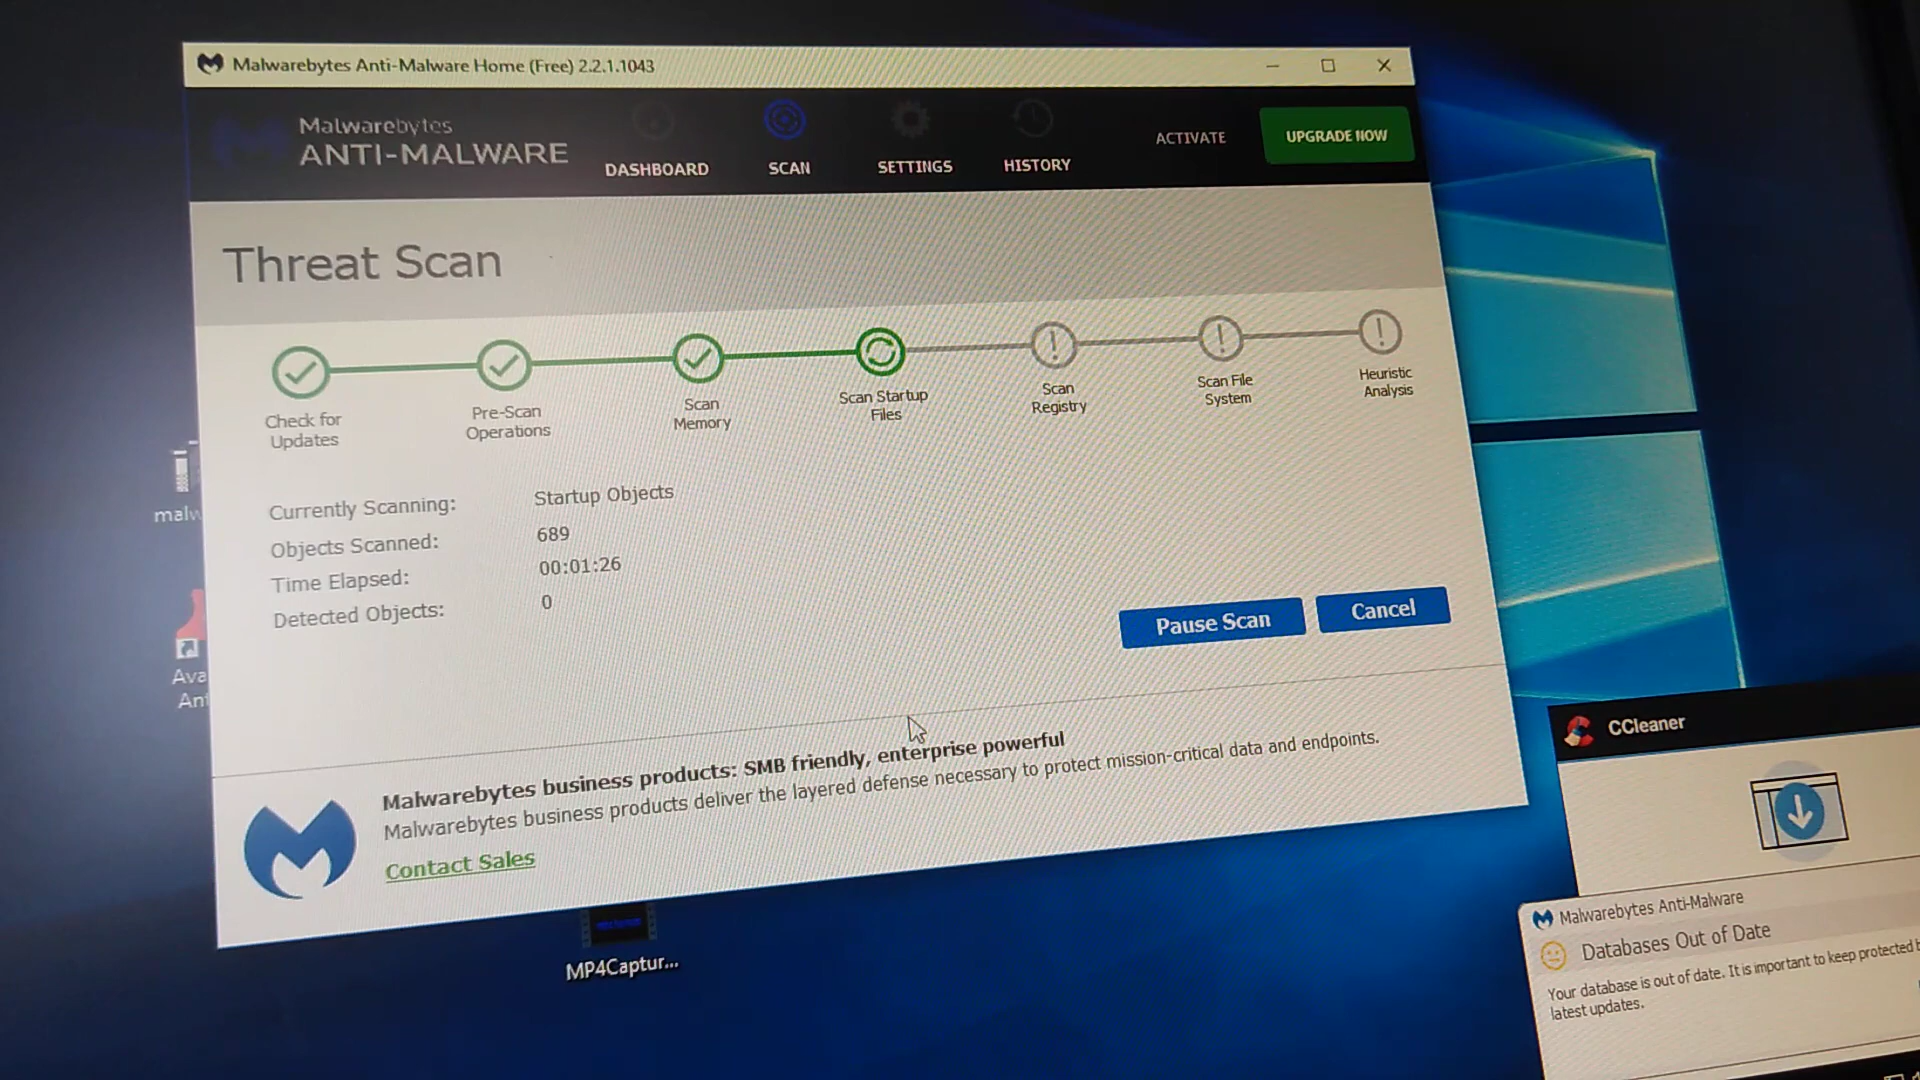 Malwarebytes Anti-Malware Home (Free) 2.2.1.1043
Malwarebytes
ANTI-MALWARE
DASHBOARD
SCAN
SETTINGS
HISTORY
ACTIVATE
UPGRADE NOW
Threat Scan
Check for
Updates
Pre-Scan
Operations
Scan
Memory
Scan Startup
Files
Scan
Registry
Scan File
System
Heuristic
Analysis
Currently Scanning: Startup Objects
Objects Scanned: 689
Time Elapsed: 00:01:26
Detected Objects: 0
Pause Scan
Cancel
Malwarebytes business products: SMB friendly, enterprise powerful
Malwarebytes business products deliver the layered defense necessary to protect mission-critical data and endpoints.
Contact Sales
malw
Ava
Ant
MP4Captur...
CCleaner
Malwarebytes Anti-Malware
Databases Out of Date
Your database is out of date. It is important to keep protected
latest updates.